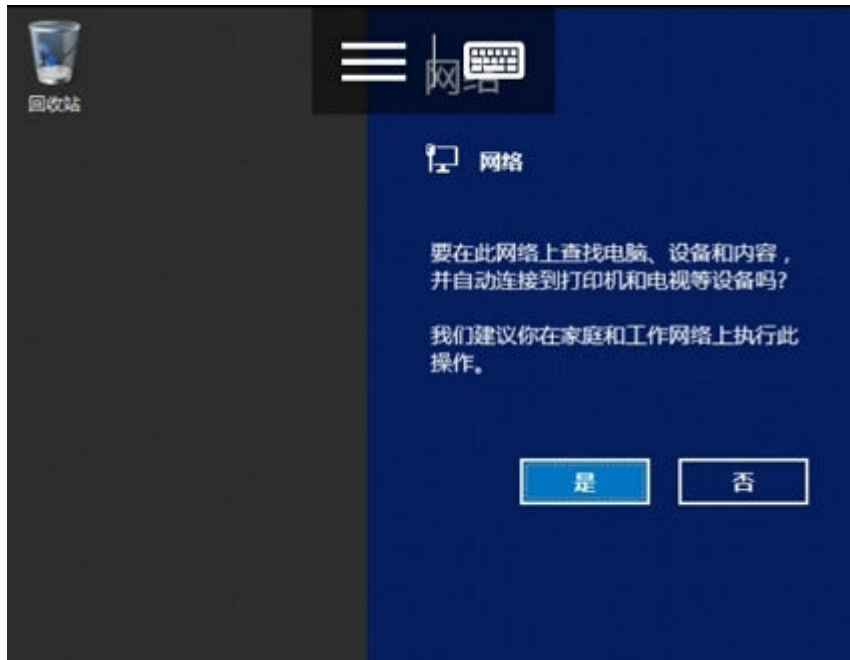 回收站
网络
网络
要在此网络上查找电脑、设备和内容，
并自动连接到打印机和电视等设备吗?
我们建议你在家庭和工作网络上执行此
操作。
是
否